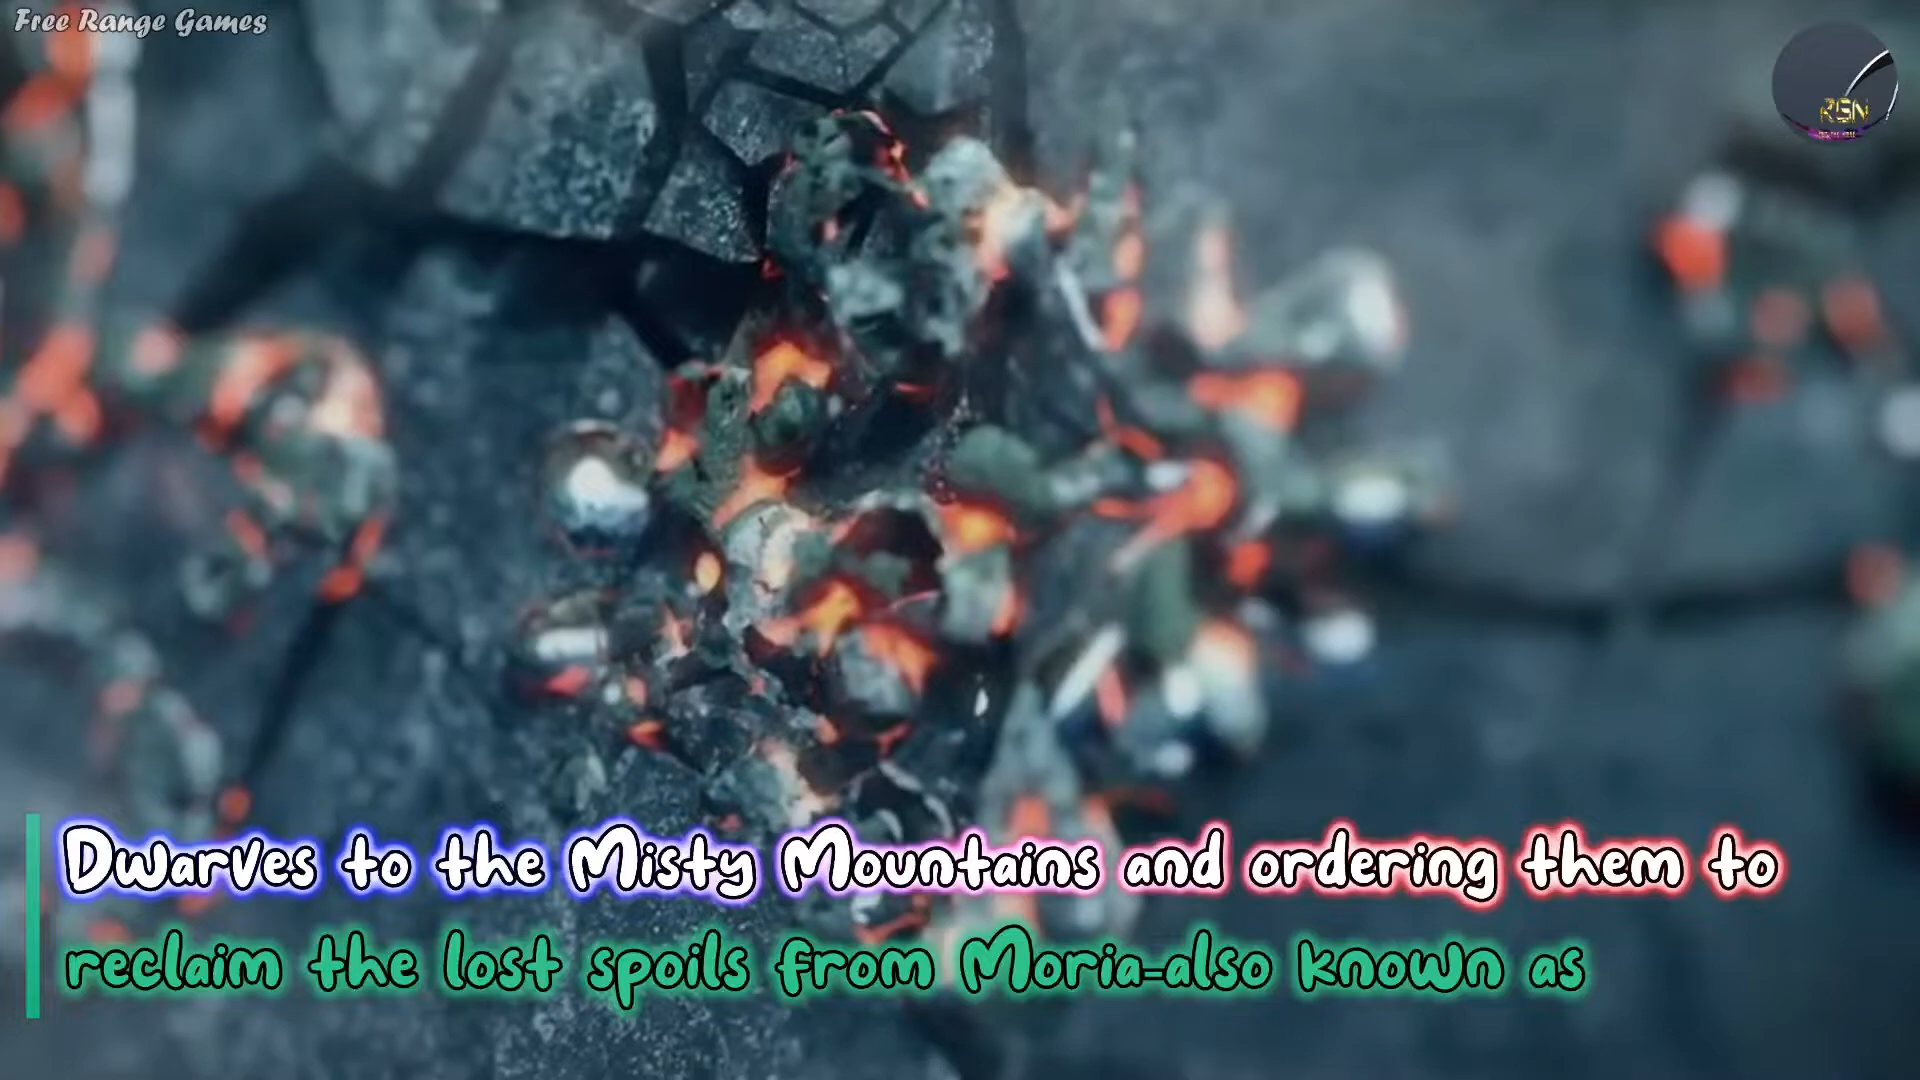 Free Range Games
RGN
Dwarves to the Misty Mountains and ordering them to
reclaim the lost spoils from Moria-also known as